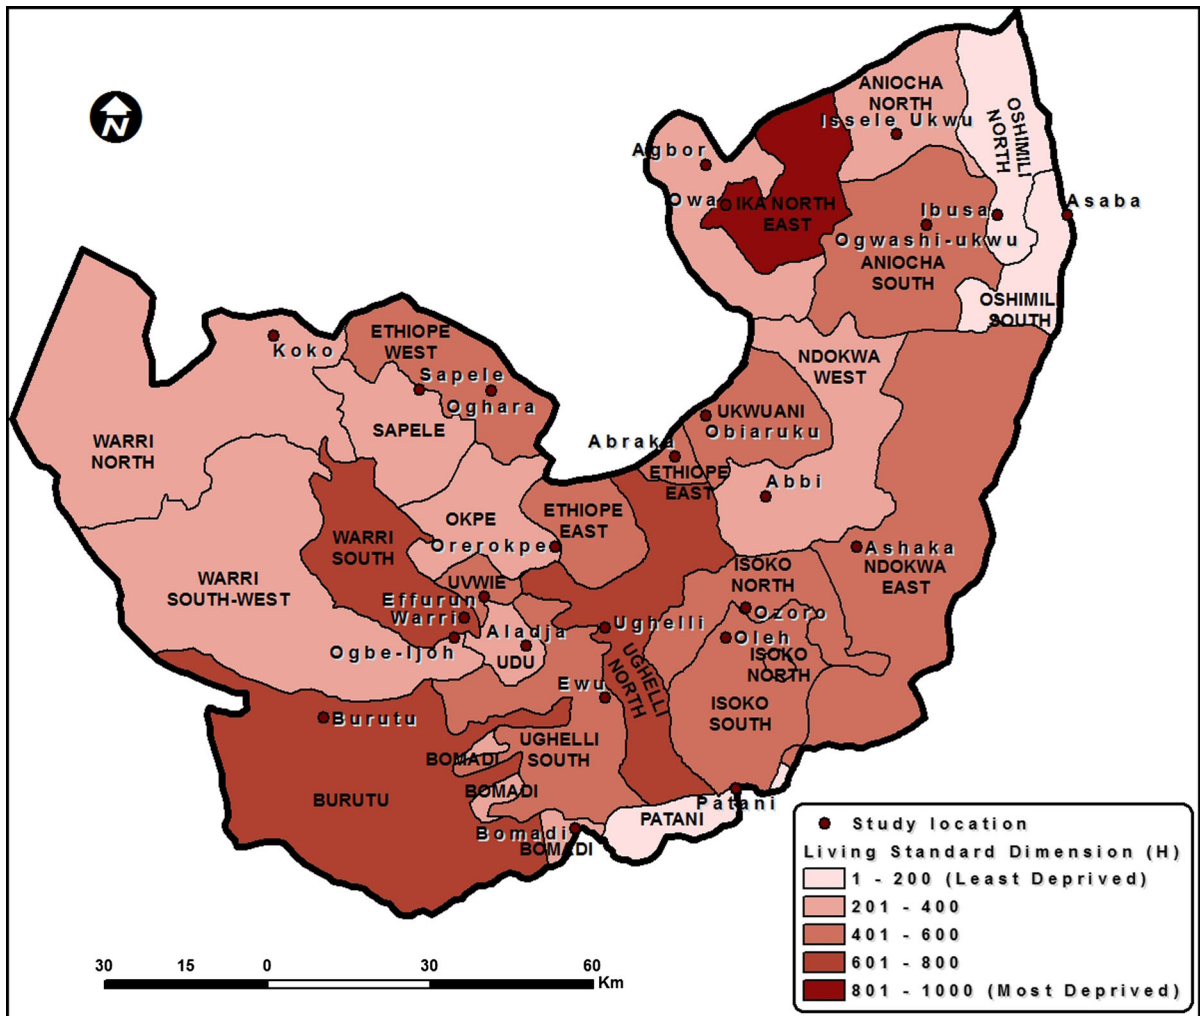 N
ANIOCHA
NORTH
Issele Ukwu
OSHIMILI
NORTH
Agbor
Owa
IKA NORTH
EAST
Ibusa
Asaba
Ogwashi-ukwu
ANIOCHA
SOUTH
OSHIMILI
SOUTH
ETHIOPE
WEST
Koko
Sapele
Oghara
NDOKWA
WEST
UKWUANI
Obiaruku
SAPELE
WARRI
NORTH
Abraka
ETHIOPE
EAST
Abbi
OKPE
ETHIOPE
EAST
WARRI
SOUTH
Orerokpe
Ashaka
NDOKWA
EAST
ISOKO
NORTH
WARRI
SOUTH-WEST
UVWIE
Effurun
Warri
Ozoro
Ughelli
Aladja
Oleh
Ogbe-Ijoh
UDU
ISOKO
NORTH
UGHELLI
NORTH
Ewu
ISOKO
SOUTH
Burutu
UGHELLI
SOUTH
BOMADI
BOMADI
BURUTU
Patani
PATANI
Bomadi
BOMADI
Study location
Living Standard Dimension (H)
1 - 200 (Least Deprived)
201 - 400
401 - 600
601 - 800
801 - 1000 (Most Deprived)
30 15 0 30 60
Km